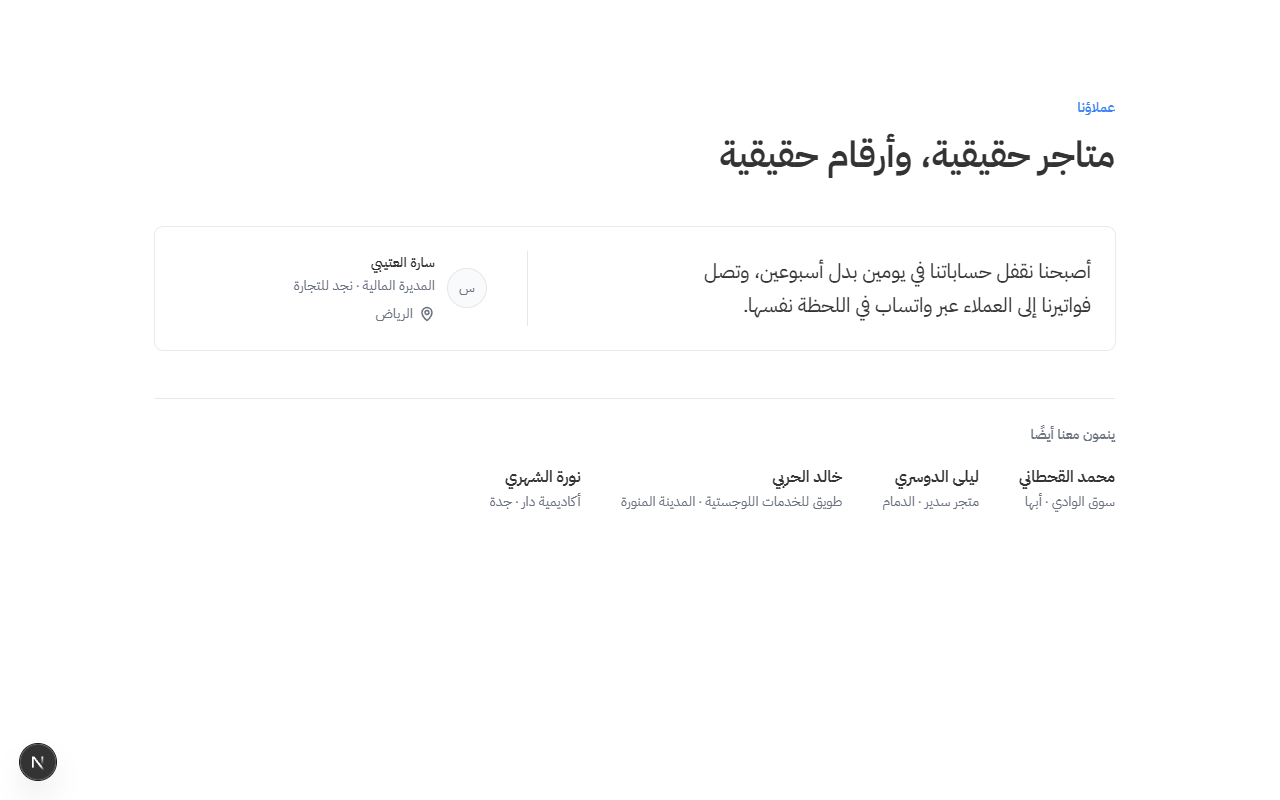 عملاؤنا
متاجر حقيقية، وأرقام حقيقية
أصبحنا نقفل حساباتنا في يومين بدل أسبوعين، وتصل
فواتيرنا إلى العملاء عبر واتساب في اللحظة نفسها.
س
سارة العتيبي
المديرة المالية · نجد للتجارة
الرياض
ينمون معنا أيضًا
محمد القحطاني
سوق الوادي · أبها
ليلى الدوسري
متجر سدير · الدمام
خالد الحربي
طويق للخدمات اللوجستية · المدينة المنورة
نورة الشهري
أكاديمية دار · جدة
N